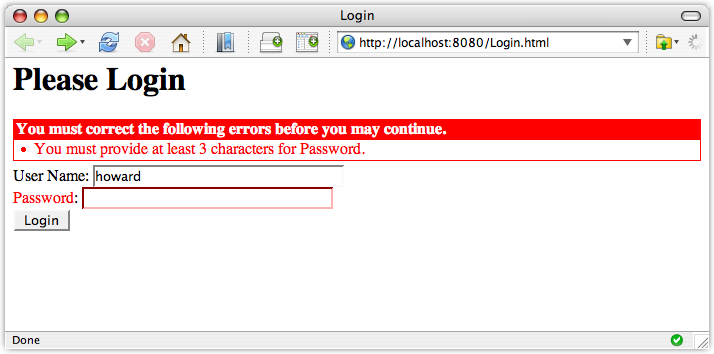 Login
http://localhost:8080/Login.html
Please Login
You must correct the following errors before you may continue.
• You must provide at least 3 characters for Password.
User Name: howard
Password:
Login
Done